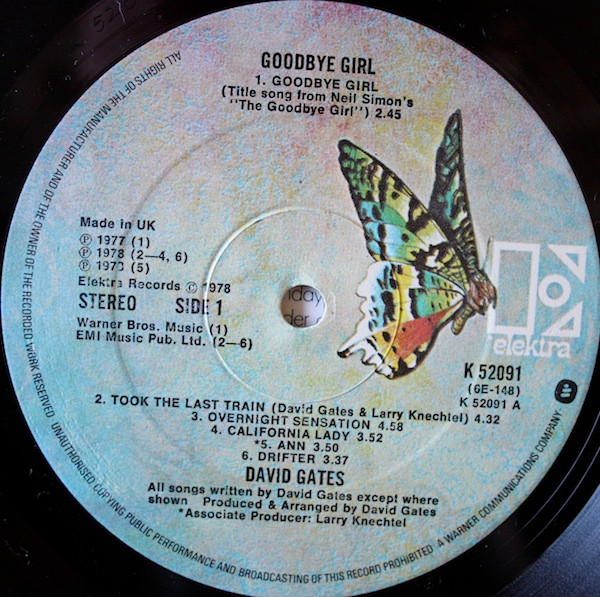 GOODBYE GIRL
1. GOODBYE GIRL
(Title song from Neil Simon's
"The Goodbye Girl") 2.45
Made in UK
Ⓟ 1977 (1)
Ⓟ 1978 (2—4, 6)
Ⓟ 1973 (5)
Elektra Records © 1978
STEREO SIDE 1
Warner Bros. Music (1)
EMI Music Pub. Ltd. (2–6)
elektra
K 52091
(6E-148)
K 52091 A
2. TOOK THE LAST TRAIN (David Gates & Larry Knechtel) 4.32
3. OVERNIGHT SENSATION 4.58
4. CALIFORNIA LADY 3.52
*5. ANN 3.50
6. DRIFTER 3.37
DAVID GATES
All songs written by David Gates except where
shown Produced & Arranged by David Gates
*Associate Producer: Larry Knechtel
ALL RIGHTS OF THE MANUFACTURER AND OF THE OWNER OF THE RECORDED WORK RESERVED UNAUTHORISED COPYING PUBLIC PERFORMANCE AND BROADCASTING OF THIS RECORD PROHIBITED A WARNER COMMUNICATIONS COMPANY